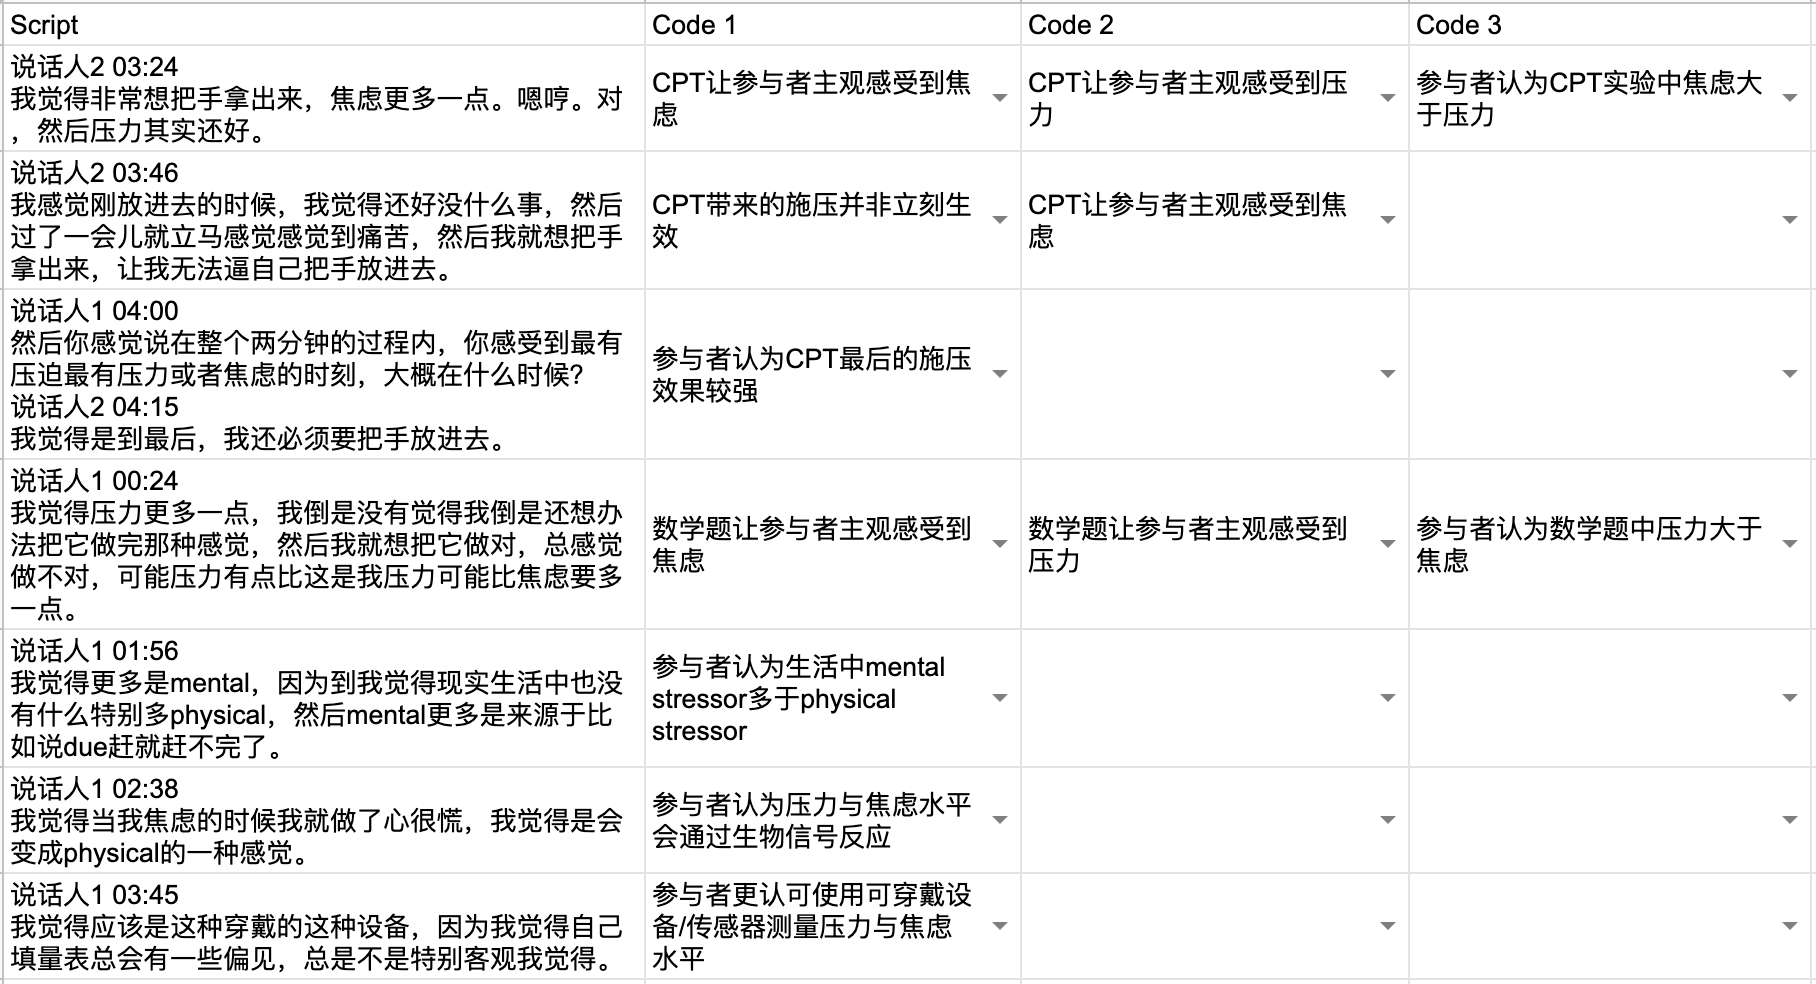 Script
Code 1
Code 2
Code 3
说话人2 03:24
我觉得非常想把手拿出来，焦虑更多一点。嗯哼。对
，然后压力其实还好。
CPT让参与者主观感受到焦
虑
CPT让参与者主观感受到压
力
参与者认为CPT实验中焦虑大
于压力
说话人2 03:46
我感觉刚放进去的时候，我觉得还好没什么事，然后
过了一会儿就立马感觉感觉到痛苦，然后我就想把手
拿出来，让我无法逼自己把手放进去。
CPT带来的施压并非立刻生
效
CPT让参与者主观感受到焦
虑
说话人1 04:00
然后你感觉说在整个两分钟的过程内，你感受到最有
压迫最有压力或者焦虑的时刻，大概在什么时候？
说话人2 04:15
我觉得是到最后，我还必须要把手放进去。
参与者认为CPT最后的施压
效果较强
说话人1 00:24
我觉得压力更多一点，我倒是没有觉得我倒是还想办
法把它做完那种感觉，然后我就想把它做对，总感觉
做不对，可能压力有点比这是我压力可能比焦虑要多
一点。
数学题让参与者主观感受到
焦虑
数学题让参与者主观感受到
压力
参与者认为数学题中压力大于
焦虑
说话人1 01:56
我觉得更多是mental，因为到我觉得现实生活中也没
有什么特别多physical，然后mental更多是来源于比
如说due赶就赶不完了。
参与者认为生活中mental
stressor多于physical
stressor
说话人1 02:38
我觉得当我焦虑的时候我就做了心很慌，我觉得是会
变成physical的一种感觉。
参与者认为压力与焦虑水平
会通过生物信号反应
说话人1 03:45
我觉得应该是这种穿戴的这种设备，因为我觉得自己
填量表总会有一些偏见，总是不是特别客观我觉得。
参与者更认可使用可穿戴设
备/传感器测量压力与焦虑
水平